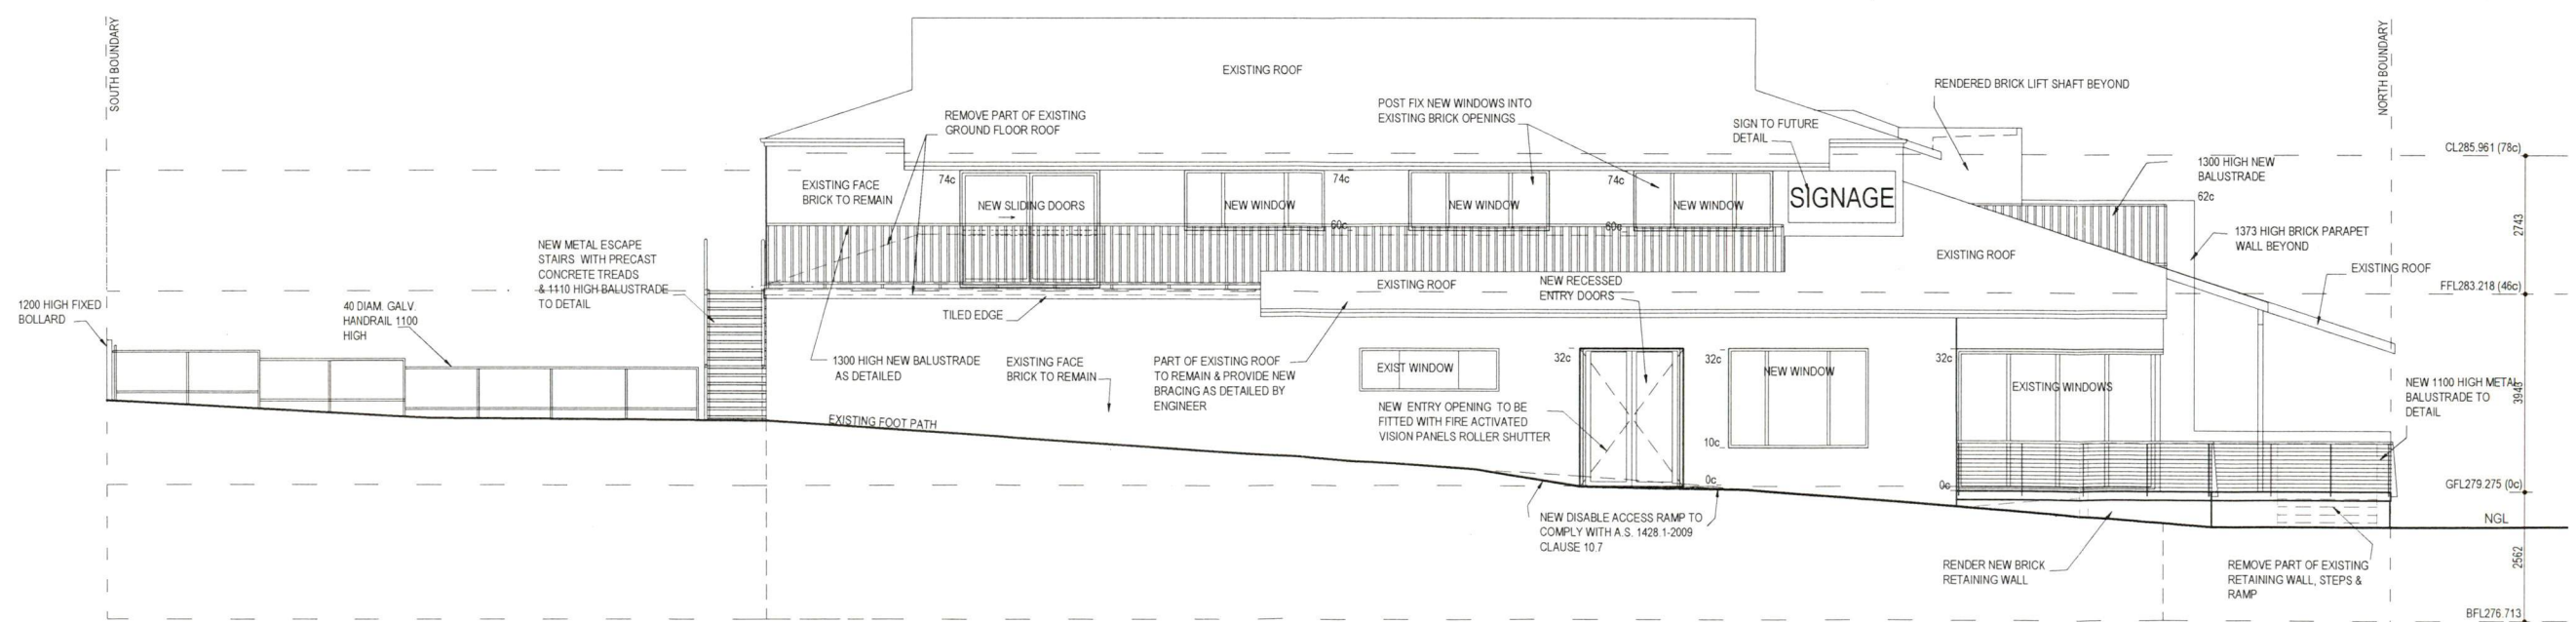 SOUTH BOUNDARY
NORTH BOUNDARY
EXISTING ROOF
RENDERED BRICK LIFT SHAFT BEYOND
POST FIX NEW WINDOWS INTO
EXISTING BRICK OPENINGS
REMOVE PART OF EXISTING
GROUND FLOOR ROOF
SIGN TO FUTURE
DETAIL
CL285.961 (78c)
1300 HIGH NEW
BALUSTRADE
62c
EXISTING FACE
BRICK TO REMAIN
74c
74c
74c
NEW SLIDING DOORS
NEW WINDOW
NEW WINDOW
NEW WINDOW
SIGNAGE
60c
60c
2743
1373 HIGH BRICK PARAPET
WALL BEYOND
NEW METAL ESCAPE
STAIRS WITH PRECAST
CONCRETE TREADS
& 1110 HIGH BALUSTRADE
TO DETAIL
EXISTING ROOF
EXISTING ROOF
EXISTING ROOF
NEW RECESSED
ENTRY DOORS
FFL283.218 (46c)
1200 HIGH FIXED
BOLLARD
40 DIAM. GALV.
HANDRAIL 1100
HIGH
TILED EDGE
1300 HIGH NEW BALUSTRADE
AS DETAILED
EXISTING FACE
BRICK TO REMAIN
PART OF EXISTING ROOF
TO REMAIN & PROVIDE NEW
BRACING AS DETAILED BY
ENGINEER
EXIST WINDOW
32c
32c
NEW WINDOW
32c
EXISTING WINDOWS
NEW 1100 HIGH METAL
BALUSTRADE TO
DETAIL
3943
EXISTING FOOT PATH
NEW ENTRY OPENING TO BE
FITTED WITH FIRE ACTIVATED
VISION PANELS ROLLER SHUTTER
10c
0c
0c
GFL279.275 (0c)
NEW DISABLE ACCESS RAMP TO
COMPLY WITH A.S. 1428.1-2009
CLAUSE 10.7
NGL
RENDER NEW BRICK
RETAINING WALL
REMOVE PART OF EXISTING
RETAINING WALL, STEPS &
RAMP
2562
BFL276.713